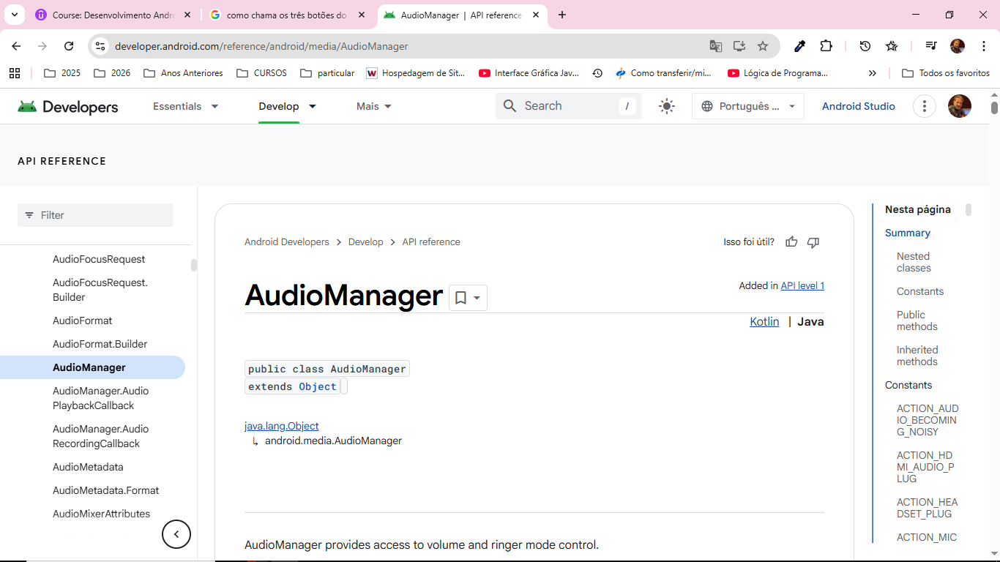 Course: Desenvolvimento Andro
como chama os três botões do
AudioManager | API reference
developer.android.com/reference/android/media/AudioManager
2025
2026
Anos Anteriores
CURSOS
particular
Hospedagem de Sit...
Interface Gráfica Jav...
Como transferir/mi...
Lógica de Programa...
Todos os favoritos
Developers
Essentials
Develop
Mais
Search
/
Português ...
Android Studio
API REFERENCE
Filter
AudioFocusRequest
AudioFocusRequest.
Builder
AudioFormat
AudioFormat.Builder
AudioManager
AudioManager.Audio
PlaybackCallback
AudioManager.Audio
RecordingCallback
AudioMetadata
AudioMetadata.Format
AudioMixerAttributes
Android Developers > Develop > API reference
Isso foi útil?
AudioManager
Added in API level 1
Kotlin | Java
public class AudioManager
extends Object
java.lang.Object
↳ android.media.AudioManager
AudioManager provides access to volume and ringer mode control.
Nesta página
Summary
Nested
classes
Constants
Public
methods
Inherited
methods
Constants
ACTION_AUD
IO_BECOMIN
G_NOISY
ACTION_HD
MI_AUDIO_P
LUG
ACTION_HEA
DSET_PLUG
ACTION_MIC